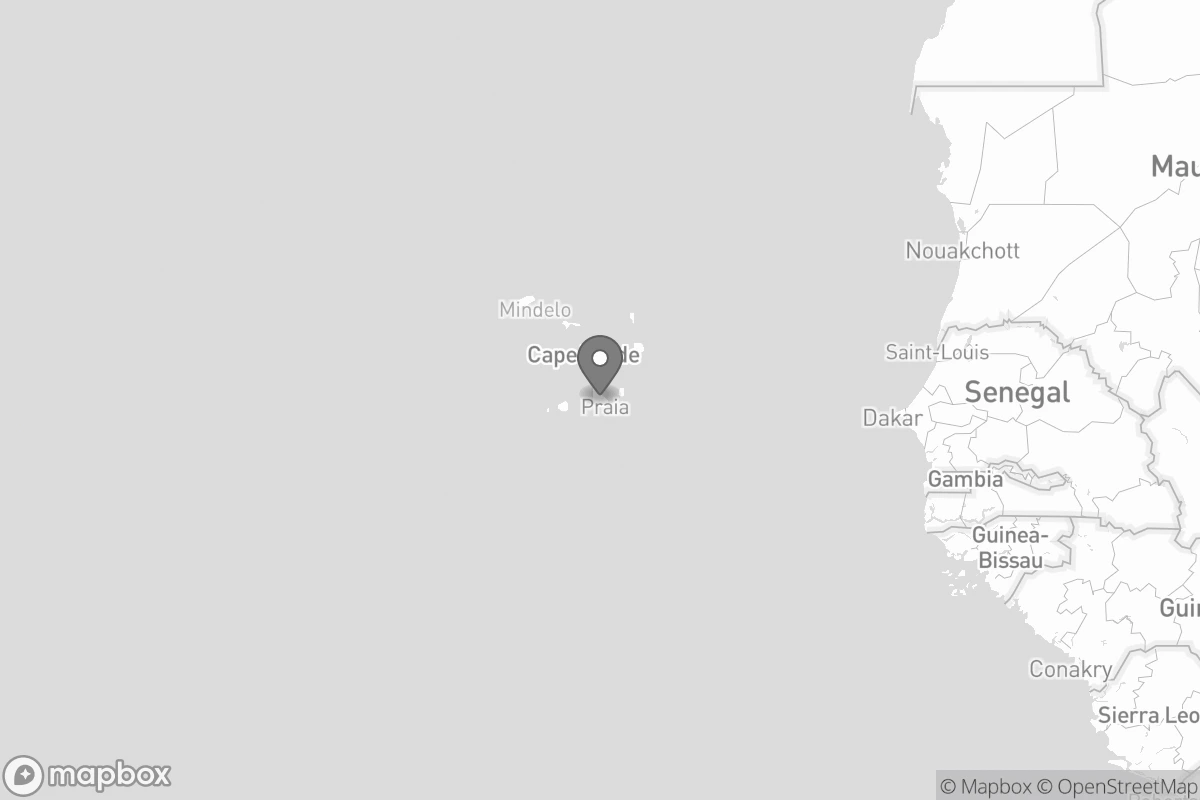 Mau
Nouakchott
Mindelo
Saint-Louis
Cape
de
Senegal
Praia
Dakar
Gambia
Guinea-
Bissau
Gui
Conakry
Sierra Leo
mapbox
© Mapbox © OpenStreetMap